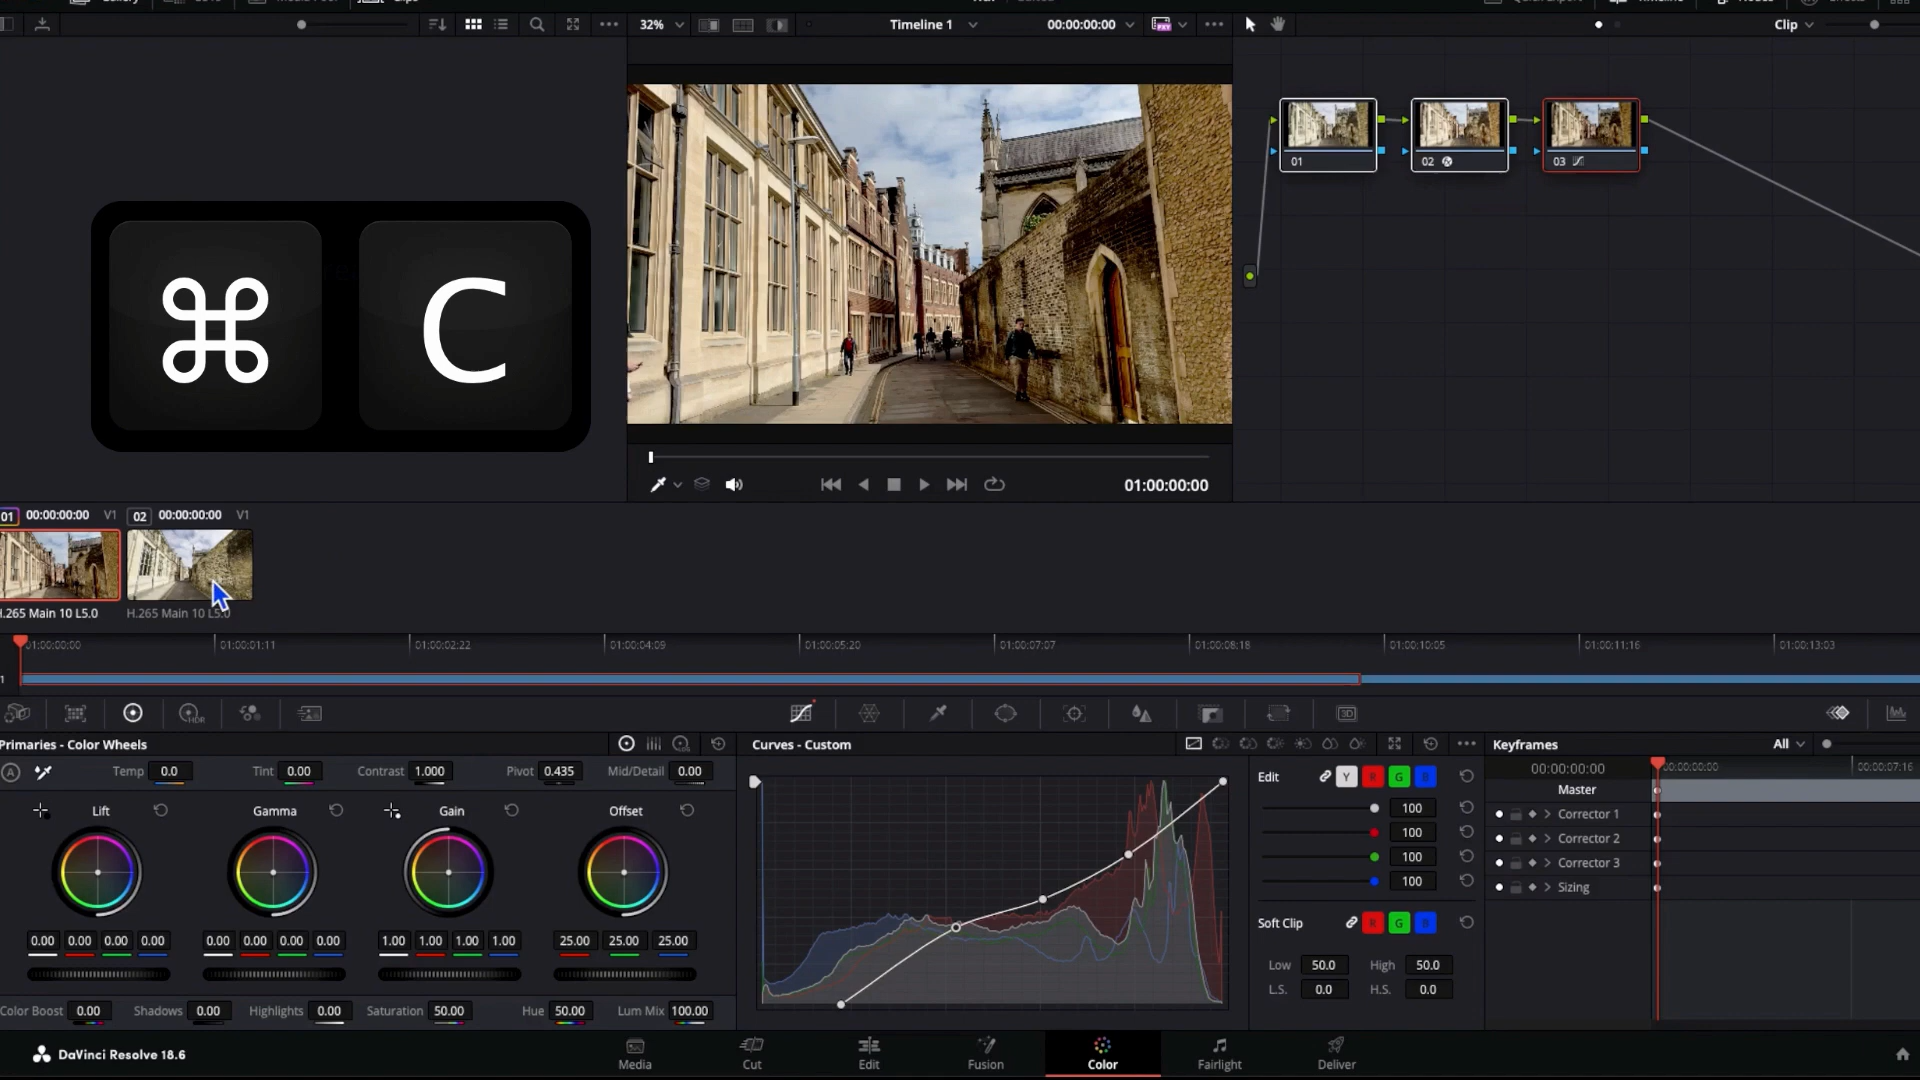 32%
Timeline 1
00:00:00:00
Clip
01
02
03
⌘ C
01:00:00:00
01 00:00:00:00 V1
02 00:00:00:00 V1
H.265 Main 10 L5.0
H.265 Main 10 L5.0
01:00:00:00 01:00:01:11 01:00:02:22 01:00:04:09 01:00:05:20 01:00:07:07 01:00:08:18 01:00:10:05 01:00:11:16 01:00:13:03
1
HDR
3D
Primaries - Color Wheels
A
Temp 0.0 Tint 0.00 Contrast 1.000 Pivot 0.435 Mid/Detail 0.00
Lift Gamma Gain Offset
0.00 0.00 0.00 0.00 0.00 0.00 0.00 0.00 1.00 1.00 1.00 1.00 25.00 25.00 25.00
Color Boost 0.00 Shadows 0.00 Highlights 0.00 Saturation 50.00 Hue 50.00 Lum Mix 100.00
Curves - Custom
Edit Y R G B
100
100
100
100
Soft Clip R G B
Low 50.0 High 50.0
L.S. 0.0 H.S. 0.0
Keyframes All
00:00:00:00 00:00:00:00 00:00:07:16
Master
Corrector 1
Corrector 2
Corrector 3
Sizing
DaVinci Resolve 18.6
Media Cut Edit Fusion Color Fairlight Deliver